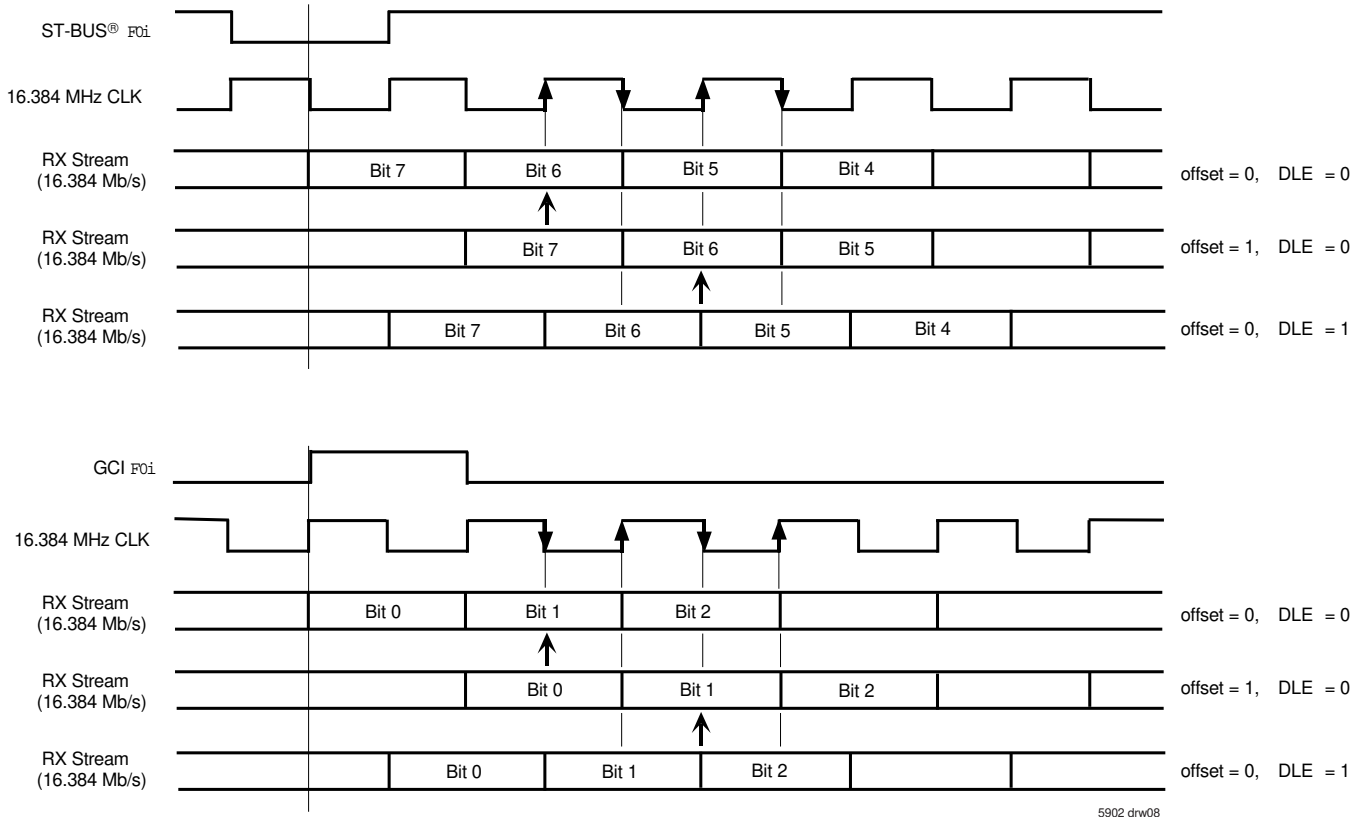 ST-BUS® F0i
16.384 MHz CLK
RX Stream
(16.384 Mb/s)
Bit 7 Bit 6 Bit 5 Bit 4
offset = 0, DLE = 0
RX Stream
(16.384 Mb/s)
Bit 7 Bit 6 Bit 5
offset = 1, DLE = 0
RX Stream
(16.384 Mb/s)
Bit 7 Bit 6 Bit 5 Bit 4
offset = 0, DLE = 1
GCI F0i
16.384 MHz CLK
RX Stream
(16.384 Mb/s)
Bit 0 Bit 1 Bit 2
offset = 0, DLE = 0
RX Stream
(16.384 Mb/s)
Bit 0 Bit 1 Bit 2
offset = 1, DLE = 0
RX Stream
(16.384 Mb/s)
Bit 0 Bit 1 Bit 2
offset = 0, DLE = 1
5902 drw08